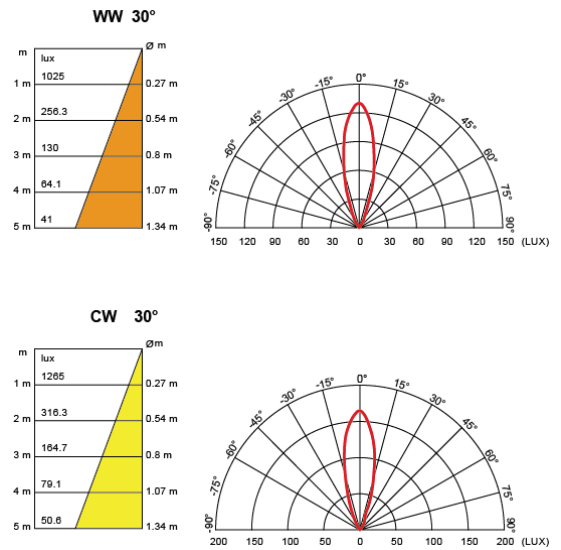 WW 30°
m Ø m
lux
1025
1 m 0.27 m
256.3
2 m 0.54 m
130
3 m 0.8 m
64.1
4 m 1.07 m
41
5 m 1.34 m
0°
-15° 15°
-30° 30°
-45° 45°
-60° 60°
-75° 75°
-90° 90°
150 120 90 60 30 0 30 60 90 120 150 (LUX)
CW 30°
m Ø m
lux
1265
1 m 0.27 m
316.3
2 m 0.54 m
164.7
3 m 0.8 m
79.1
4 m 1.07 m
50.6
5 m 1.34 m
0°
-15° 15°
-30° 30°
-45° 45°
-60° 60°
-75° 75°
-90° 90°
200 150 100 50 0 50 100 150 200 (LUX)